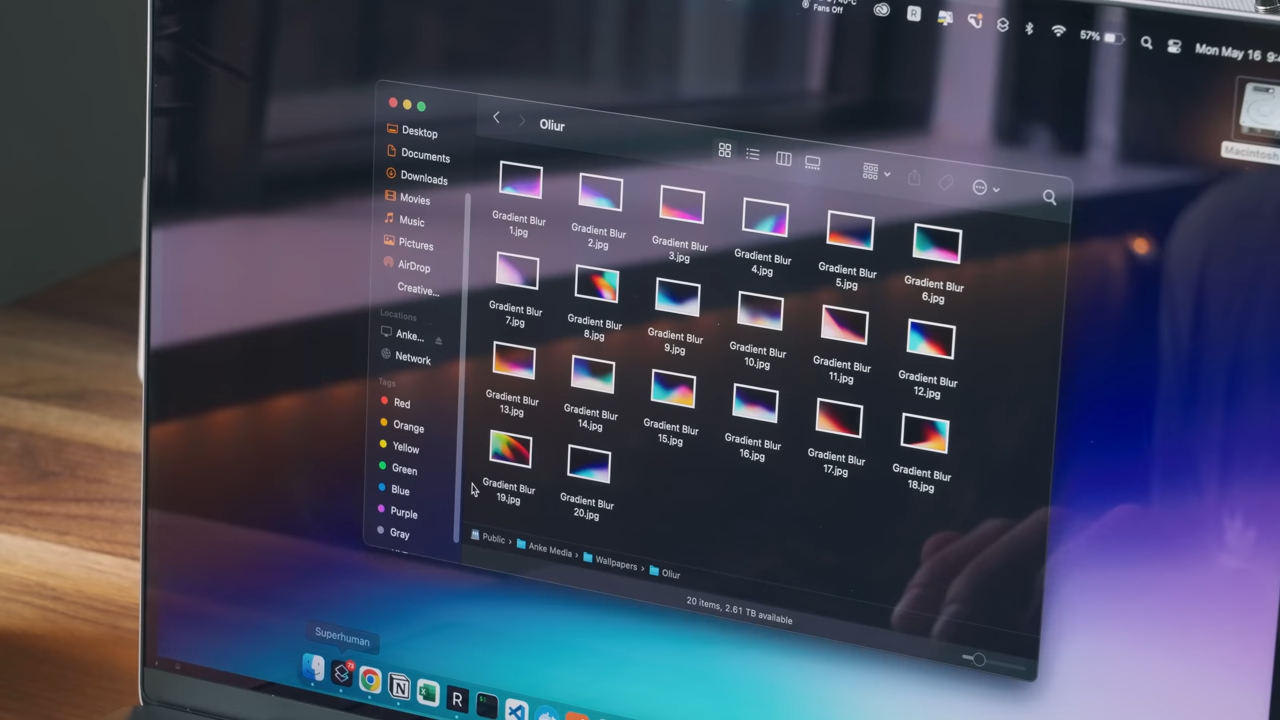 Fans Off
57%
Mon May 16
Macintosh
Oliur
Desktop
Documents
Downloads
Movies
Music
Pictures
AirDrop
Creative...
Locations
Anke...
Network
Tags
Red
Orange
Yellow
Green
Blue
Purple
Gray
Gradient Blur
1.jpg
Gradient Blur
2.jpg
Gradient Blur
3.jpg
Gradient Blur
4.jpg
Gradient Blur
5.jpg
Gradient Blur
6.jpg
Gradient Blur
7.jpg
Gradient Blur
8.jpg
Gradient Blur
9.jpg
Gradient Blur
10.jpg
Gradient Blur
11.jpg
Gradient Blur
12.jpg
Gradient Blur
13.jpg
Gradient Blur
14.jpg
Gradient Blur
15.jpg
Gradient Blur
16.jpg
Gradient Blur
17.jpg
Gradient Blur
18.jpg
Gradient Blur
19.jpg
Gradient Blur
20.jpg
Public › Anke Media › Wallpapers › Oliur
20 items, 2.61 TB available
Superhuman
73